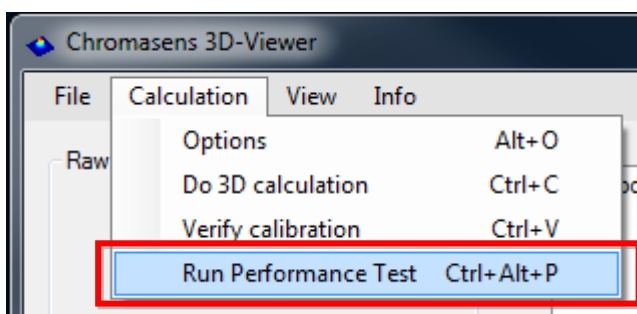 Chromasens 3D-Viewer
File Calculation View Info
Options Alt+O
Raw
Do 3D calculation Ctrl+C
Verify calibration Ctrl+V
Run Performance Test Ctrl+Alt+P